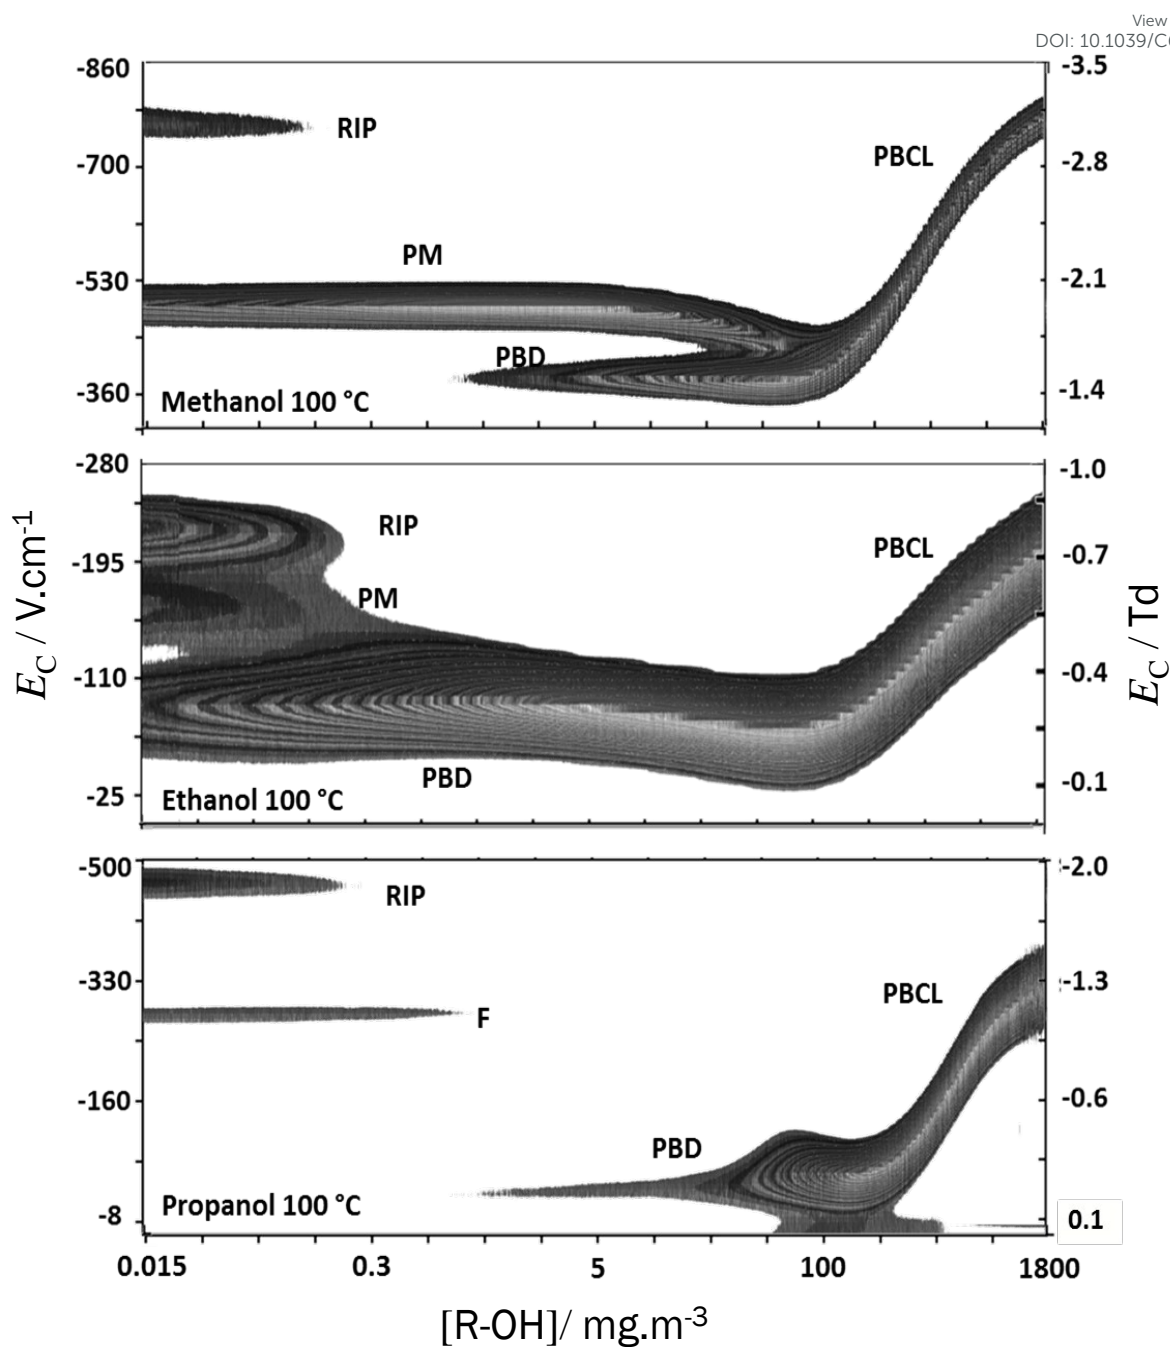 View
DOI: 10.1039/C
-860
-3.5
RIP
PBCL
-700
-2.8
PM
-530
-2.1
PBD
-360
-1.4
Methanol 100 °C
-280
-1.0
RIP
PBCL
-195
-0.7
PM
-110
-0.4
PBD
-25
-0.1
Ethanol 100 °C
E_C / V.cm⁻¹
E_C / Td
-500
-2.0
RIP
-330
-1.3
PBCL
F
-160
-0.6
PBD
Propanol 100 °C
-8
0.1
0.015 0.3 5 100 1800
[R-OH]/ mg.m⁻³